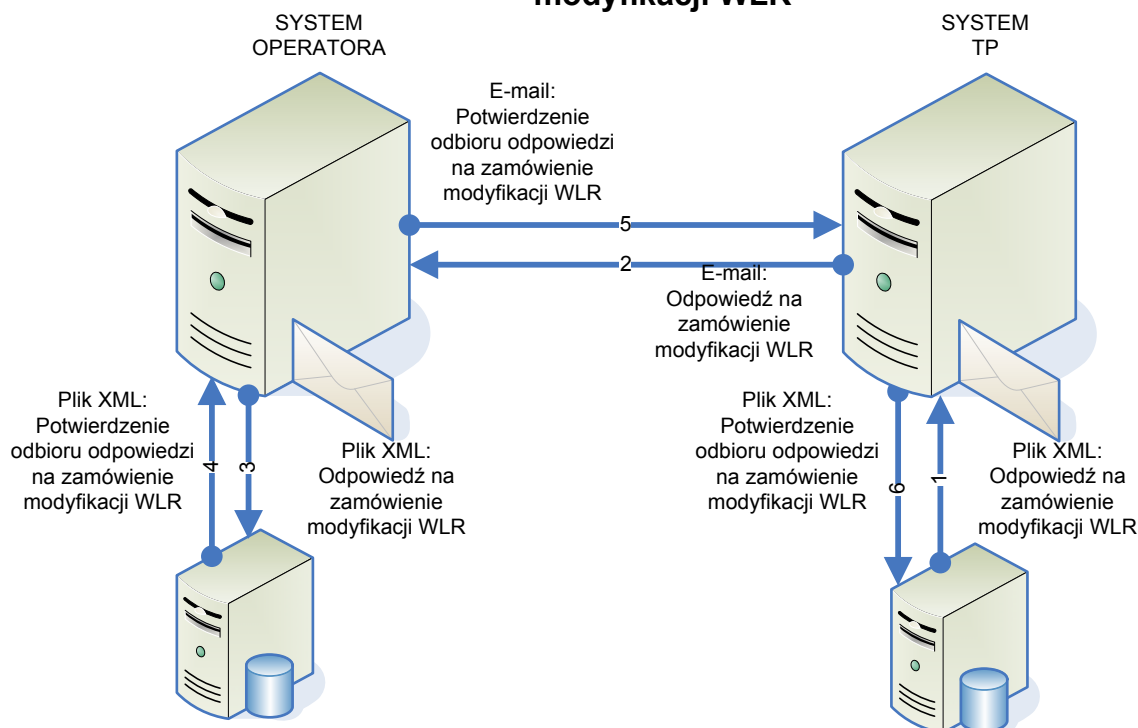 modyfikacji WLR
SYSTEM
OPERATORA
SYSTEM
TP
E-mail:
Potwierdzenie
odbioru odpowiedzi
na zamówienie
modyfikacji WLR
5
2
E-mail:
Odpowiedź na
zamówienie
modyfikacji WLR
Plik XML:
Potwierdzenie
odbioru odpowiedzi
na zamówienie
modyfikacji WLR
4
3
Plik XML:
Odpowiedź na
zamówienie
modyfikacji WLR
Plik XML:
Potwierdzenie
odbioru odpowiedzi
na zamówienie
modyfikacji WLR
6
1
Plik XML:
Odpowiedź na
zamówienie
modyfikacji WLR